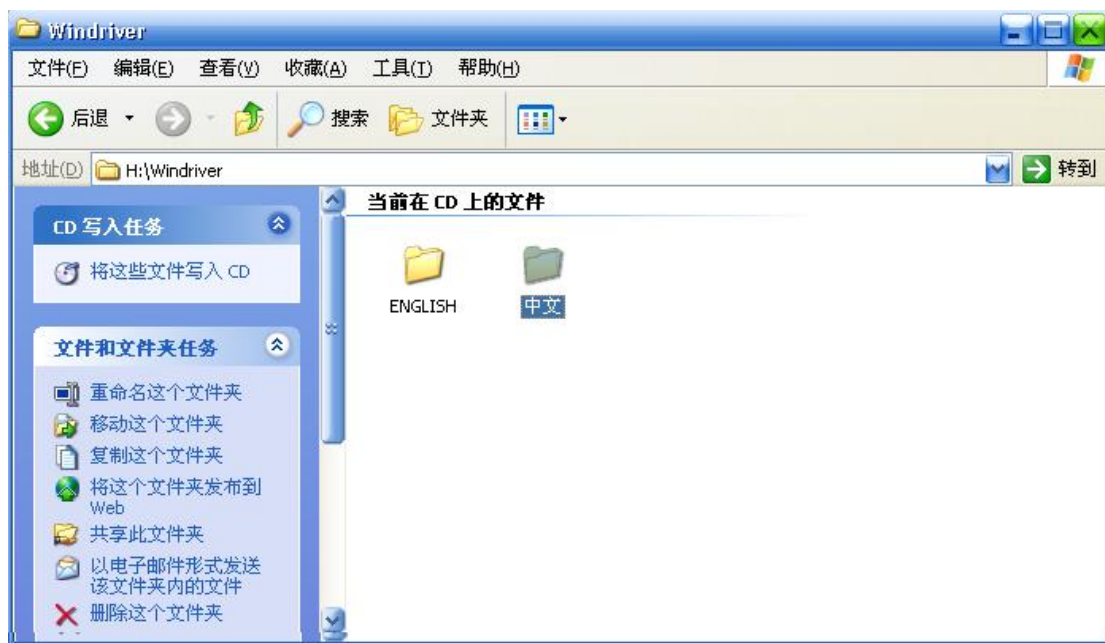 Windriver
文件(F) 编辑(E) 查看(V) 收藏(A) 工具(T) 帮助(H)
后退 搜索 文件夹
地址(D) H:\Windriver 转到
CD 写入任务
将这些文件写入 CD
文件和文件夹任务
重命名这个文件夹
移动这个文件夹
复制这个文件夹
将这个文件夹发布到
Web
共享此文件夹
以电子邮件形式发送
该文件夹内的文件
删除这个文件夹
当前在 CD 上的文件
ENGLISH 中文